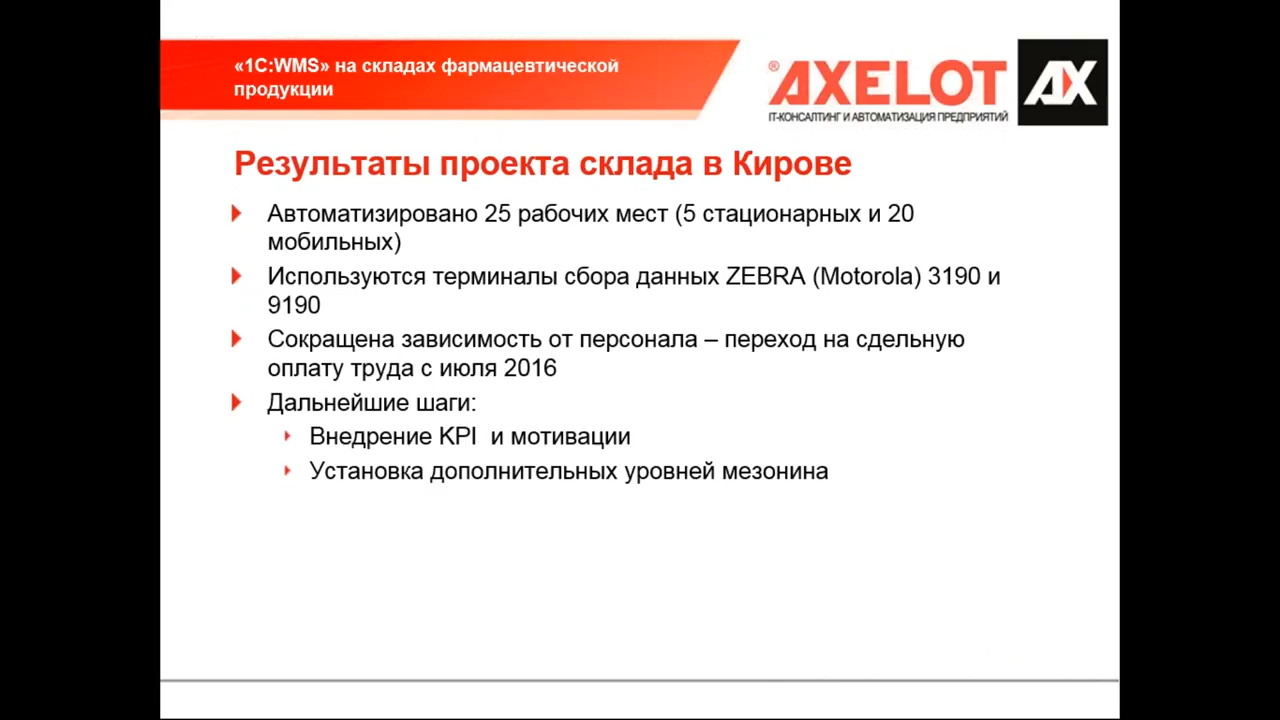 «1C:WMS» на складах фармацевтической
продукции
® AXELOT
IT-КОНСАЛТИНГ И АВТОМАТИЗАЦИЯ ПРЕДПРИЯТИЙ
AX
Результаты проекта склада в Кирове
Автоматизировано 25 рабочих мест (5 стационарных и 20
мобильных)
Используются терминалы сбора данных ZEBRA (Motorola) 3190 и
9190
Сокращена зависимость от персонала – переход на сдельную
оплату труда с июля 2016
Дальнейшие шаги:
Внедрение KPI и мотивации
Установка дополнительных уровней мезонина